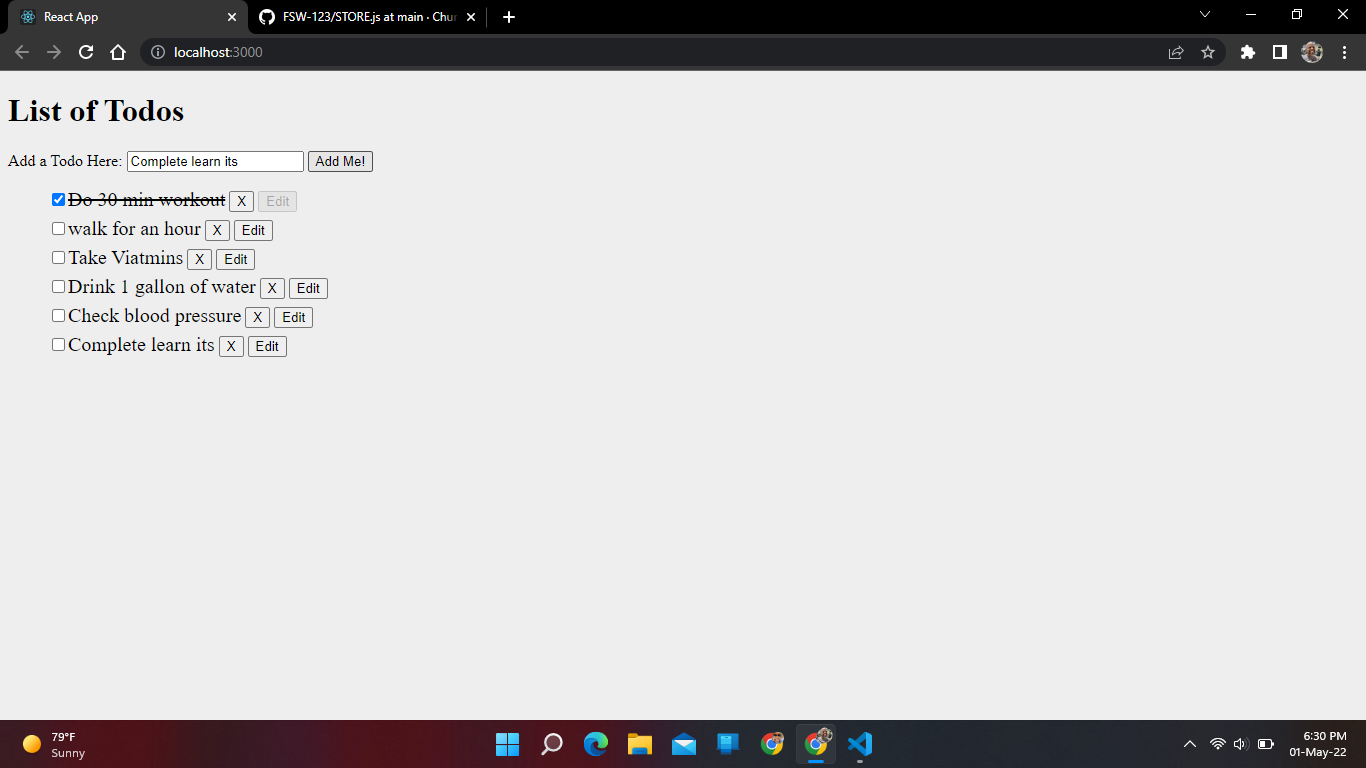 React App
FSW-123/STORE.js at main · Chu
localhost:3000
List of Todos
Add a Todo Here: Complete learn its Add Me!
Do 30 min workout X Edit
walk for an hour X Edit
Take Viatmins X Edit
Drink 1 gallon of water X Edit
Check blood pressure X Edit
Complete learn its X Edit
79°F
Sunny
6:30 PM
01-May-22